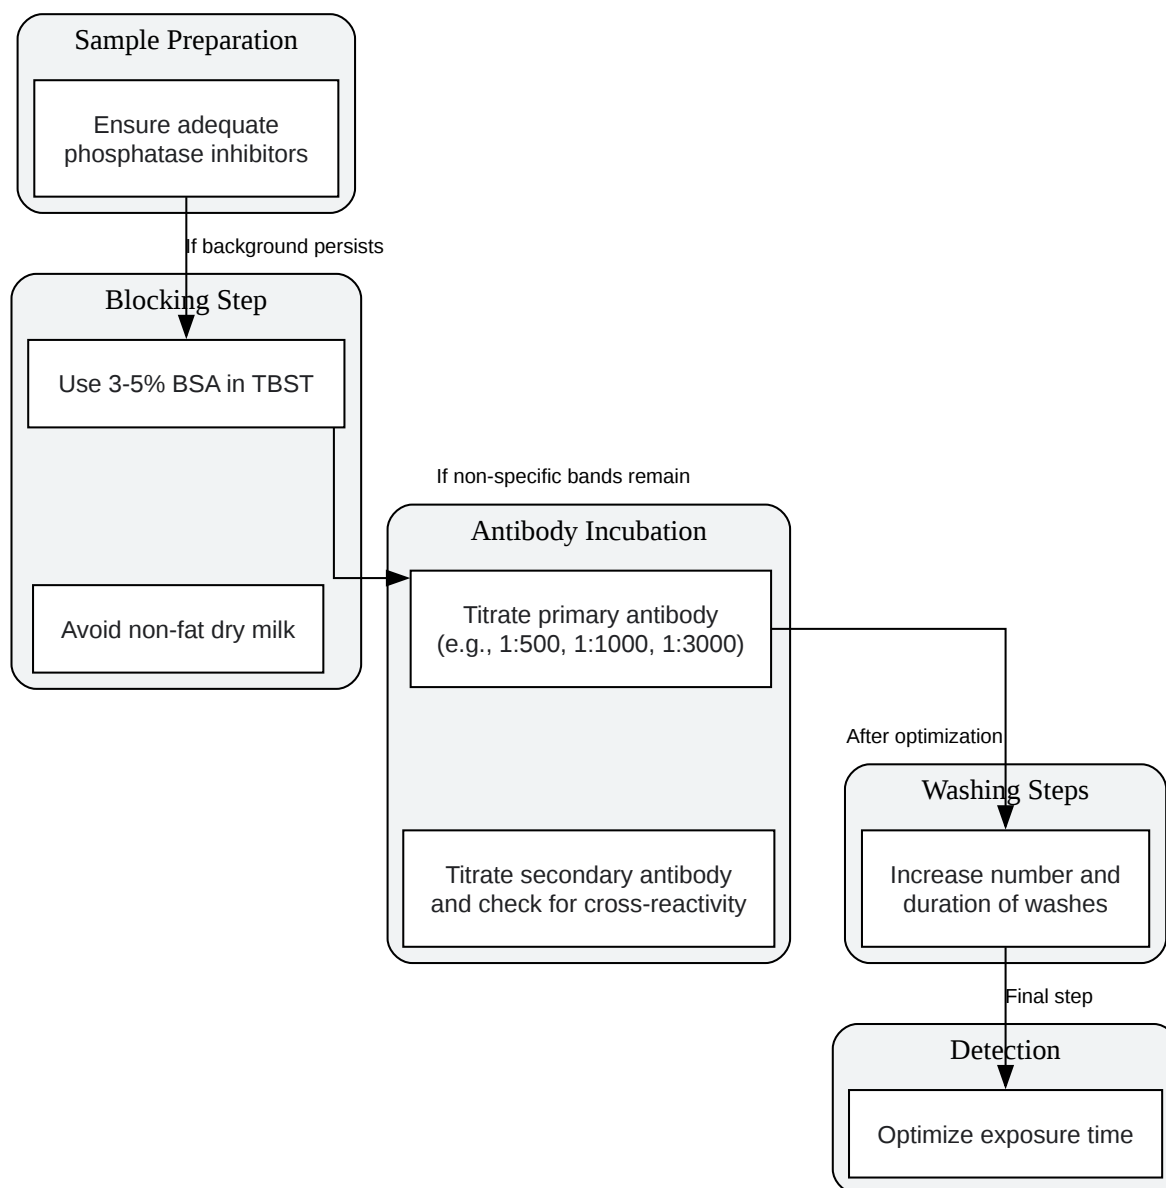 Sample Preparation
Ensure adequate
phosphatase inhibitors
If background persists
Blocking Step
Use 3-5% BSA in TBST
Avoid non-fat dry milk
If non-specific bands remain
Antibody Incubation
Titrate primary antibody
(e.g., 1:500, 1:1000, 1:3000)
Titrate secondary antibody
and check for cross-reactivity
After optimization
Washing Steps
Increase number and
duration of washes
Final step
Detection
Optimize exposure time